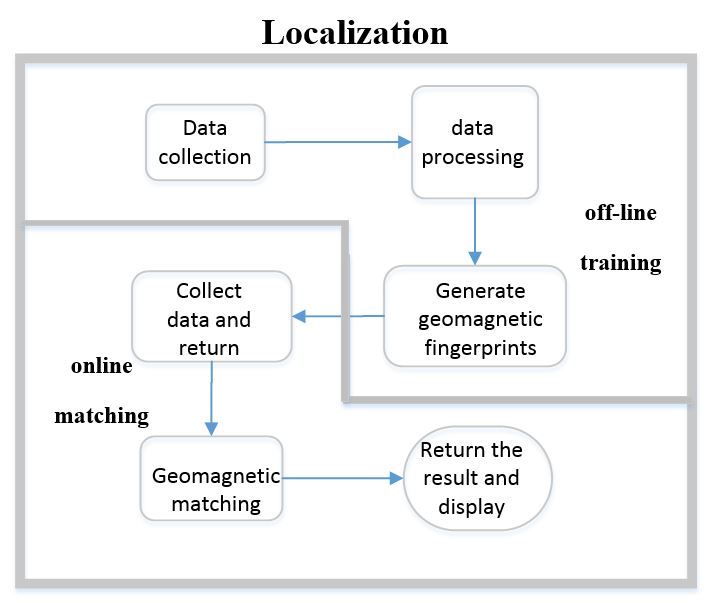 Localization
Data
collection
data
processing
off-line
training
Generate
geomagnetic
fingerprints
Collect
data and
return
online
matching
Geomagnetic
matching
Return the
result and
display